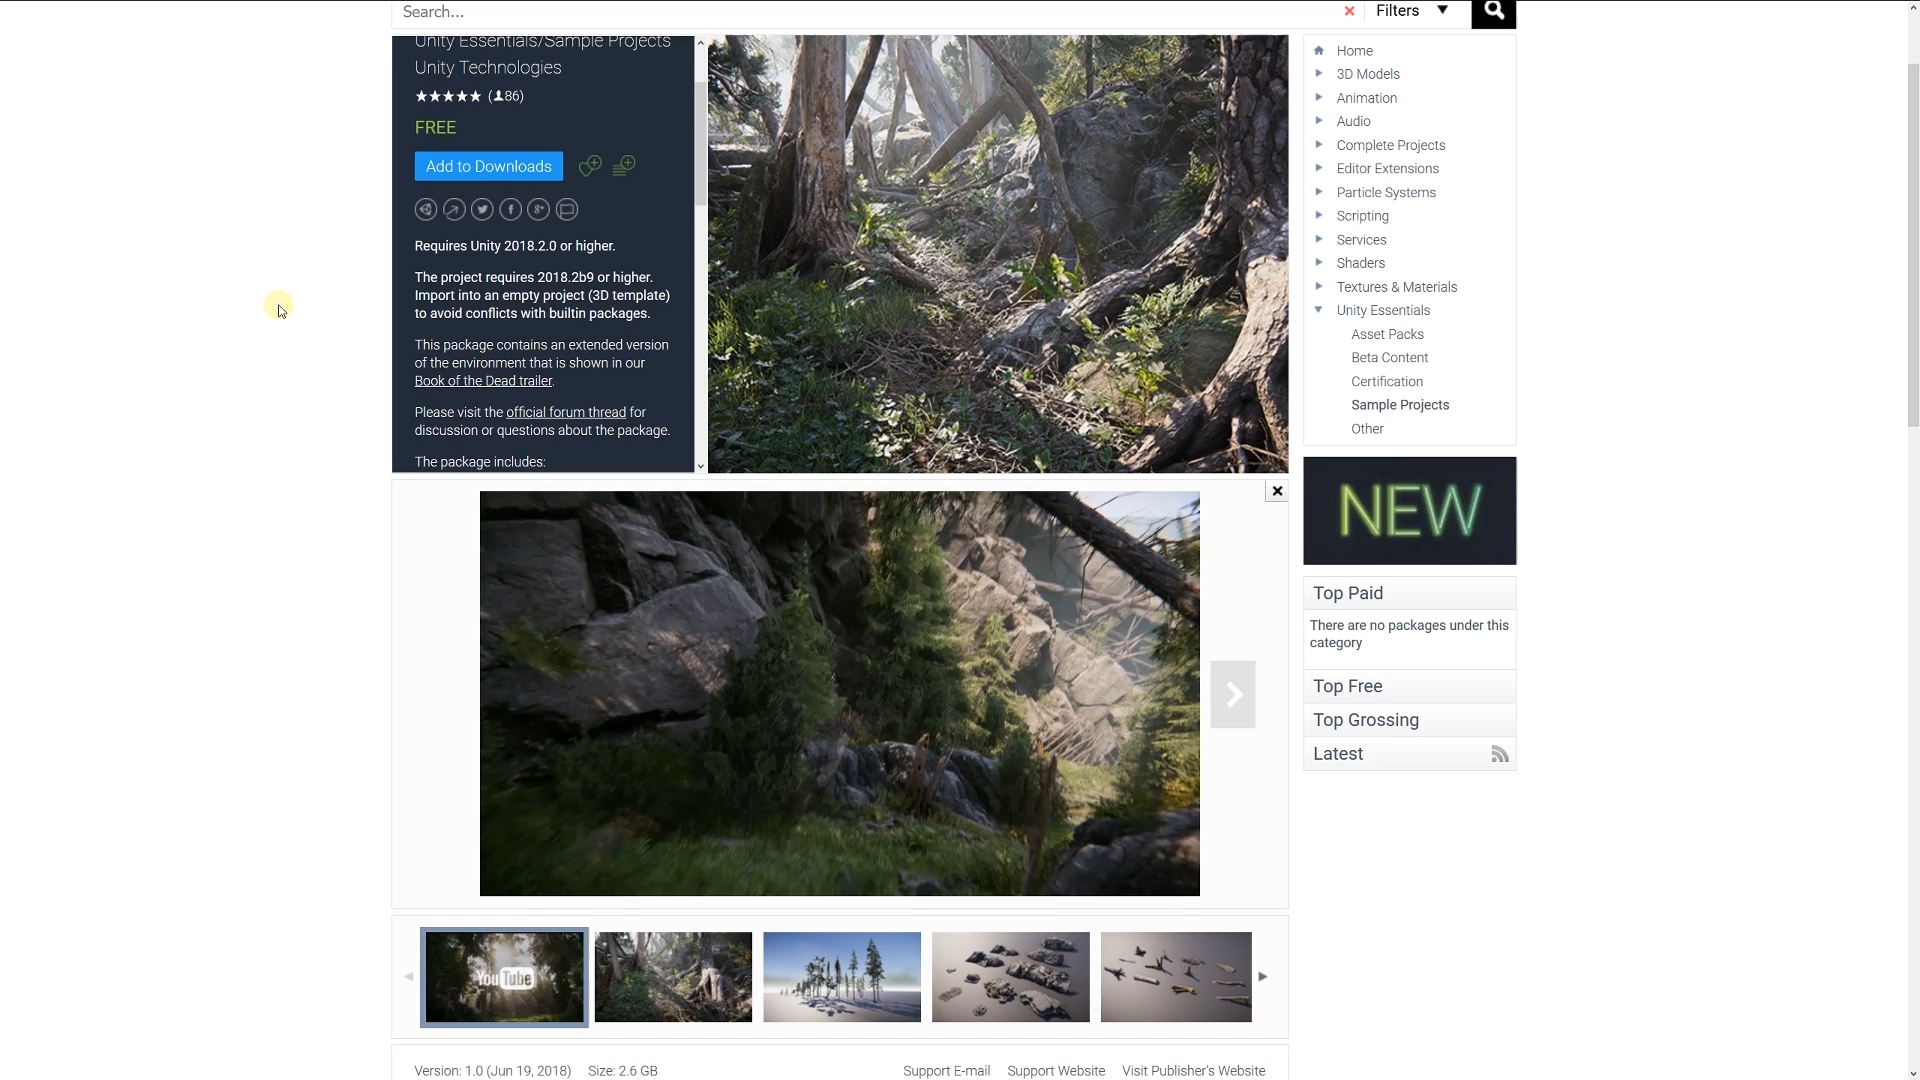 Search...
Filters
Unity Essentials/Sample Projects
Unity Technologies
(86)
FREE
Add to Downloads
Requires Unity 2018.2.0 or higher.
The project requires 2018.2b9 or higher.
Import into an empty project (3D template)
to avoid conflicts with builtin packages.
This package contains an extended version
of the environment that is shown in our
Book of the Dead trailer.
Please visit the official forum thread for
discussion or questions about the package.
The package includes:
Home
3D Models
Animation
Audio
Complete Projects
Editor Extensions
Particle Systems
Scripting
Services
Shaders
Textures & Materials
Unity Essentials
Asset Packs
Beta Content
Certification
Sample Projects
Other
NEW
Top Paid
There are no packages under this
category
Top Free
Top Grossing
Latest
YouTube
Version: 1.0 (Jun 19, 2018) Size: 2.6 GB
Support E-mail Support Website Visit Publisher's Website